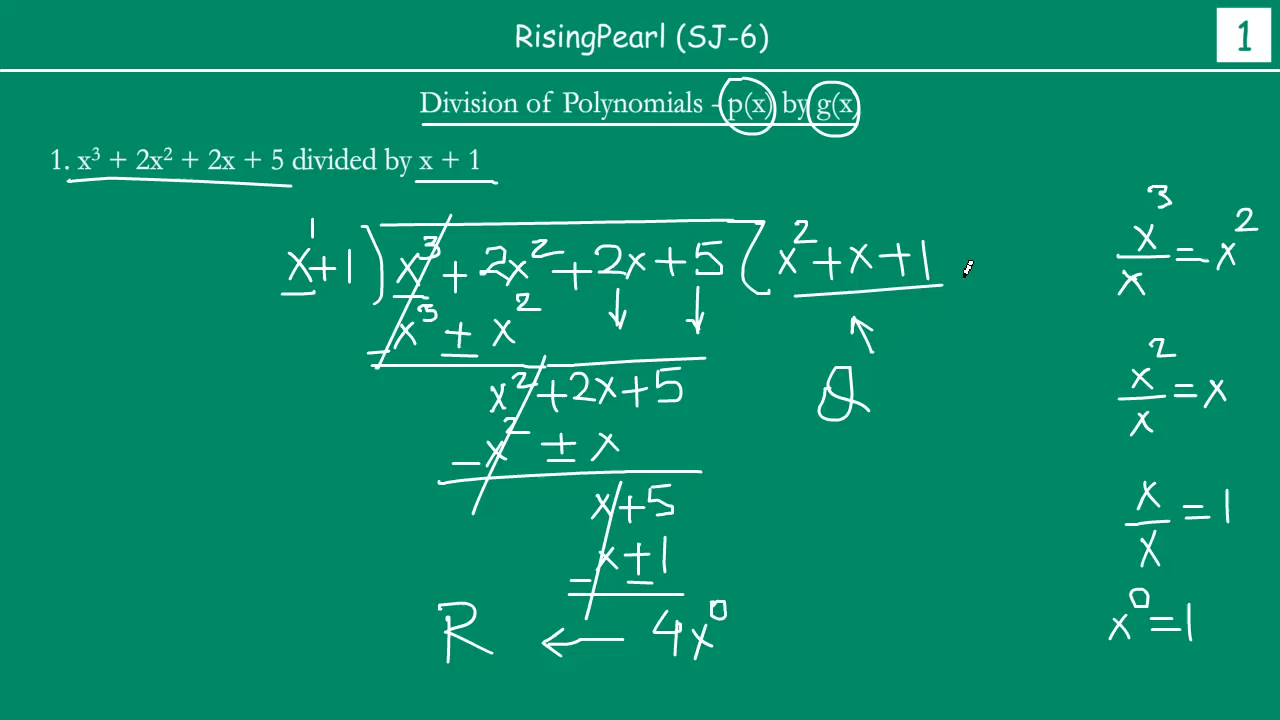 RisingPearl (SJ-6)
1
Division of Polynomials - p(x) by g(x)
1. x³ + 2x² + 2x + 5 divided by x + 1
x¹+1) x³ + 2x² + 2x + 5 ( x² + x + 1
- x³ ± x²
x² + 2x + 5
- x² ± x
x + 5
- x ± 1
R ← 4x⁰
Q
x³/x = x²
x²/x = x
x/x = 1
x⁰ = 1